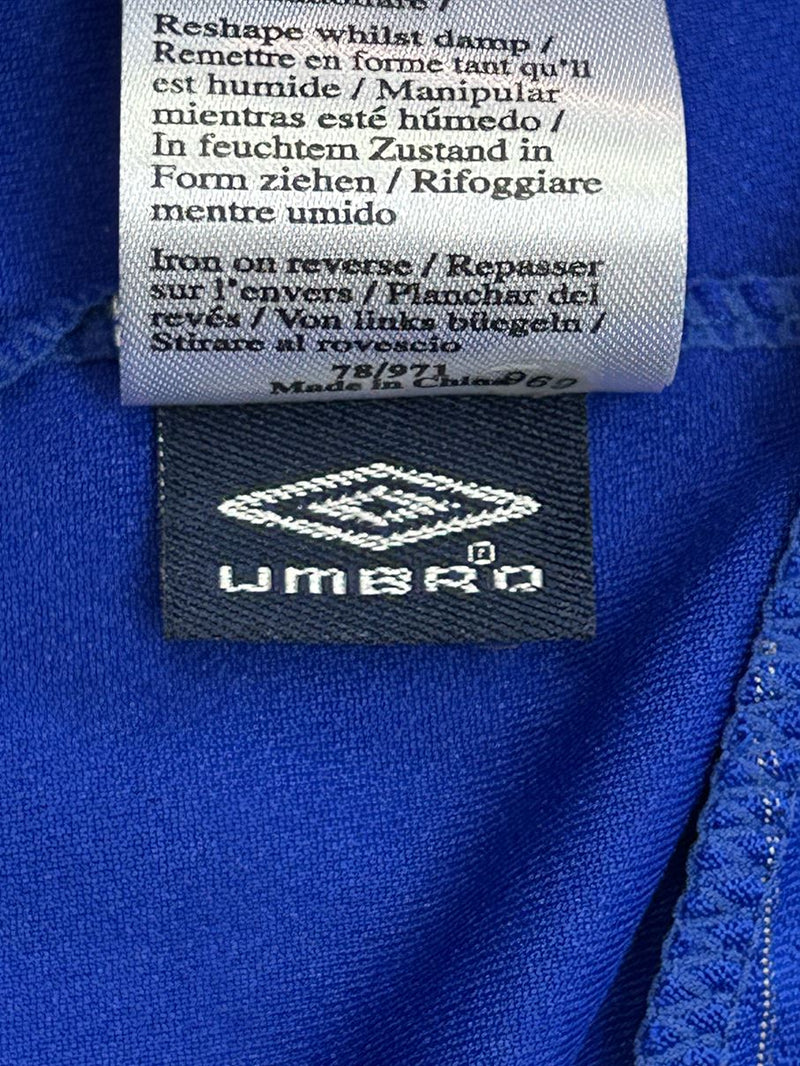 Reshape whilst damp /
Remettre en forme tant qu'il
est humide / Manipular
mientras esté húmedo /
In feuchtem Zustand in
Form ziehen / Rifoggiare
mentre umido
Iron on reverse / Repasser
sur l'envers / Planchar del
revés / Von links büegeln /
Stirare al rovescio
78/971
Made in China 969
UMBRO
R